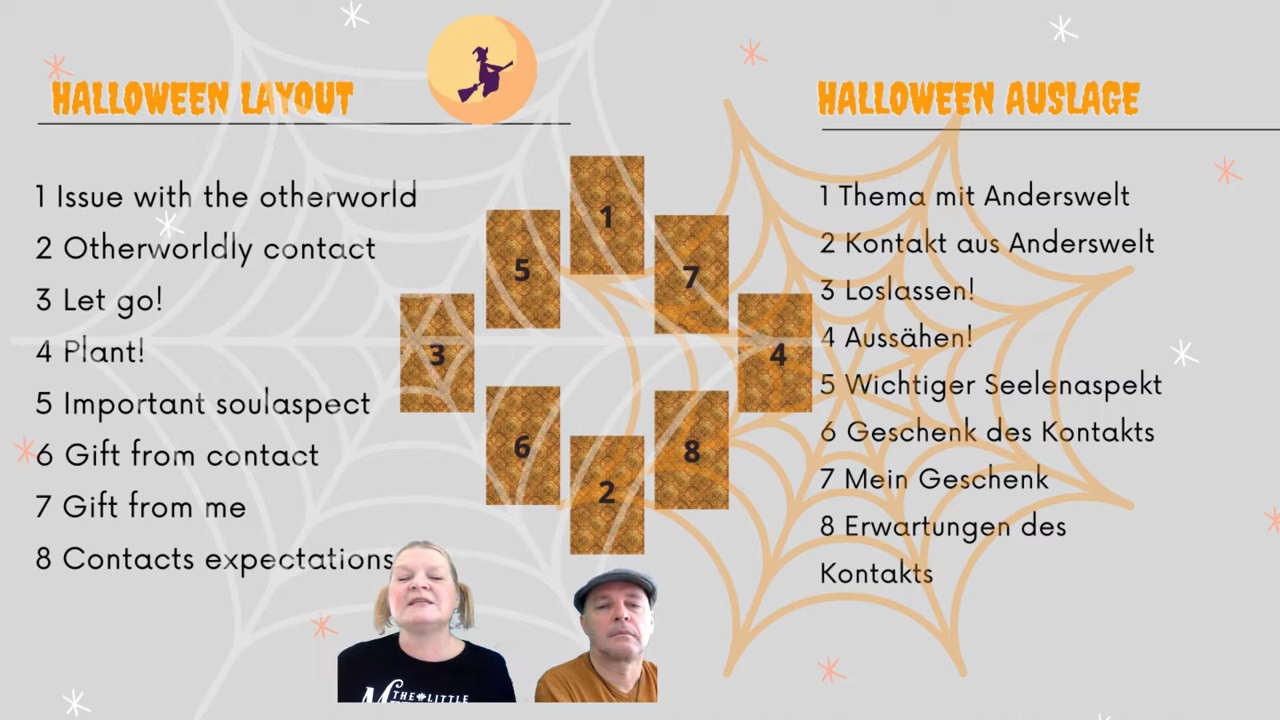 HALLOWEEN LAYOUT
1 Issue with the otherworld
2 Otherworldly contact
3 Let go!
4 Plant!
5 Important soulaspect
6 Gift from contact
7 Gift from me
8 Contacts expectations
1
5
7
3
4
6
8
2
HALLOWEEN AUSLAGE
1 Thema mit Anderswelt
2 Kontakt aus Anderswelt
3 Loslassen!
4 Aussähen!
5 Wichtiger Seelenaspekt
6 Geschenk des Kontakts
7 Mein Geschenk
8 Erwartungen des
Kontakts
THE LITTLE